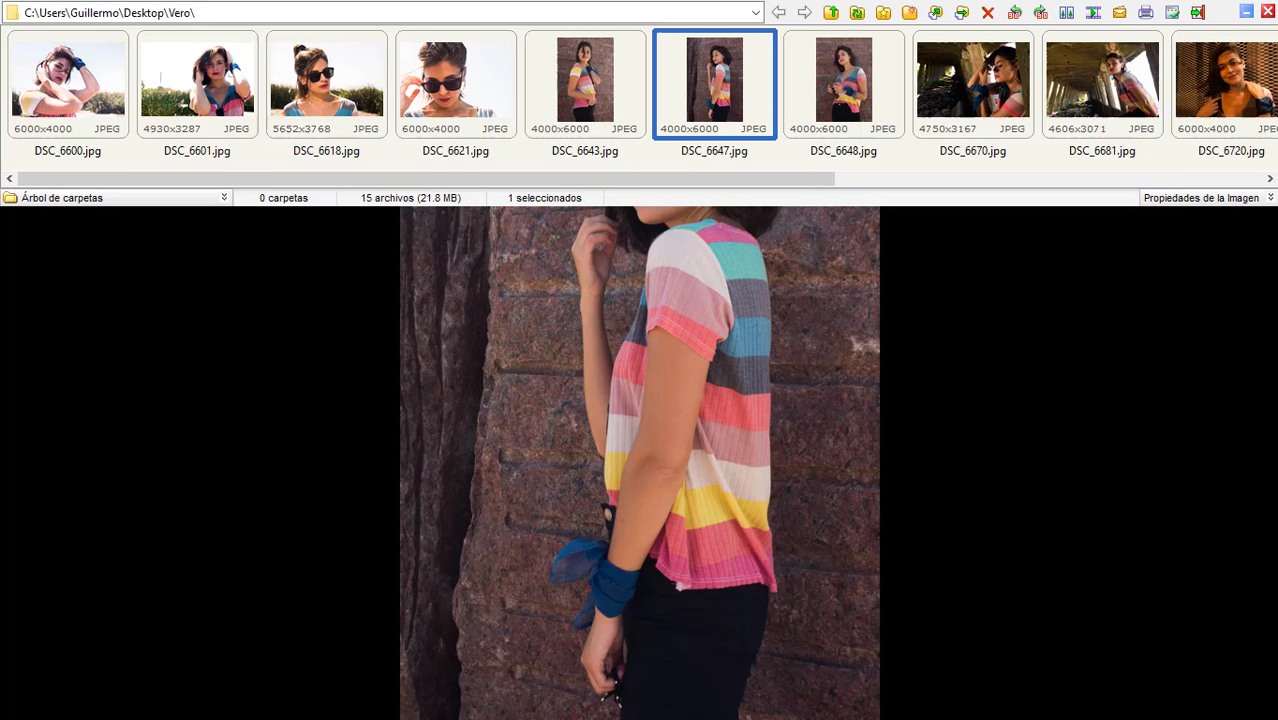 C:\Users\Guillermo\Desktop\Vero\
6000x4000 JPEG
4930x3287 JPEG
5652x3768 JPEG
6000x4000 JPEG
4000x6000 JPEG
4000x6000 JPEG
4000x6000 JPEG
4750x3167 JPEG
4606x3071 JPEG
6000x4000 JPEG
DSC_6600.jpg
DSC_6601.jpg
DSC_6618.jpg
DSC_6621.jpg
DSC_6643.jpg
DSC_6647.jpg
DSC_6648.jpg
DSC_6670.jpg
DSC_6681.jpg
DSC_6720.jpg
Árbol de carpetas
0 carpetas
15 archivos (21.8 MB)
1 seleccionados
Propiedades de la Imagen